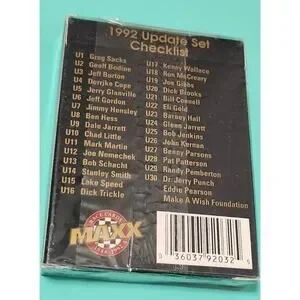 1992 Update Set
Checklist
U1 Greg Sacks
U2 Geoff Bodine
U3 Jeff Burton
U4 Derrike Cope
U5 Jerry Glanville
U6 Jeff Gordon
U7 Jimmy Hensley
U8 Ben Hess
U9 Dale Jarrett
U10 Chad Little
U11 Mark Martin
U12 Joe Nemechek
U13 Bob Schacht
U14 Stanley Smith
U15 Lake Speed
U16 Dick Trickle
U17 Kenny Wallace
U18 Ron McCreary
U19 Joe Gibbs
U20 Dick Brooks
U21 Bill Connell
U22 Eli Gold
U23 Barney Hall
U24 Glenn Jarrett
U25 Bob Jenkins
U26 John Kernan
U27 Benny Parsons
U28 Pat Patterson
U29 Randy Pemberton
U30 Dr. Jerry Punch
Eddie Pearson
Make A Wish Foundation
MAXX
36037 92032